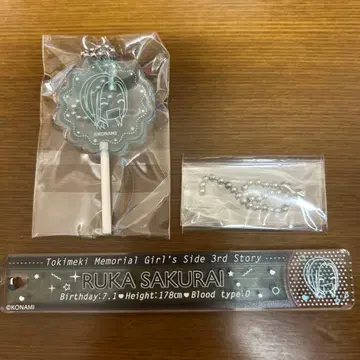 ©KONAMI
Tokimeki Memorial Girl's Side 3rd Story
RUKA SAKURAI
Birthday:7.1♥Height:178cm♥Blood type:O
©KONAMI